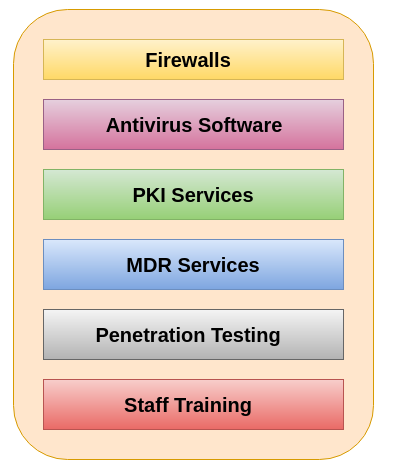 Firewalls
Antivirus Software
PKI Services
MDR Services
Penetration Testing
Staff Training